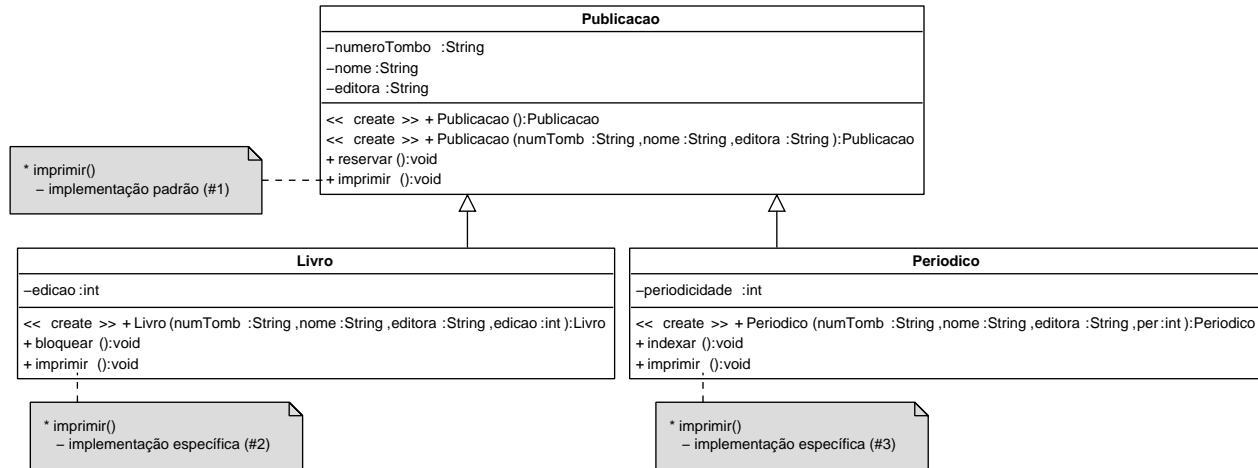 Publicacao
−numeroTombo :String
−nome :String
−editora :String
<< create >> + Publicacao ():Publicacao
<< create >> + Publicacao (numTomb :String ,nome :String ,editora :String ):Publicacao
+ reservar ():void
+ imprimir ():void
* imprimir()
− implementação padrão (#1)
Livro
−edicao :int
<< create >> + Livro (numTomb :String ,nome :String ,editora :String ,edicao :int ):Livro
+ bloquear ():void
+ imprimir ():void
* imprimir()
− implementação específica (#2)
Periodico
−periodicidade :int
<< create >> + Periodico (numTomb :String ,nome :String ,editora :String ,per :int ):Periodico
+ indexar ():void
+ imprimir ():void
* imprimir()
− implementação específica (#3)